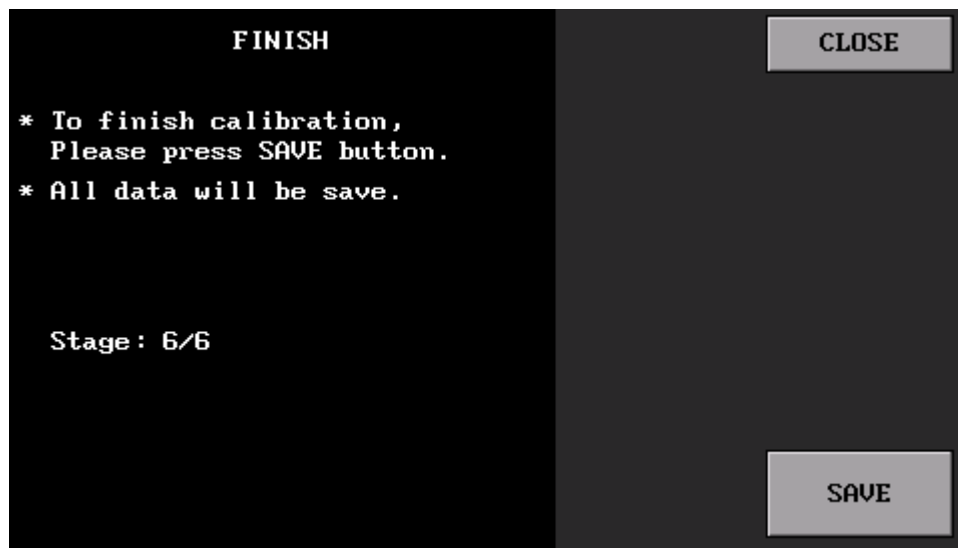 FINISH
CLOSE
* To finish calibration,
Please press SAVE button.
* All data will be save.
Stage: 6/6
SAVE